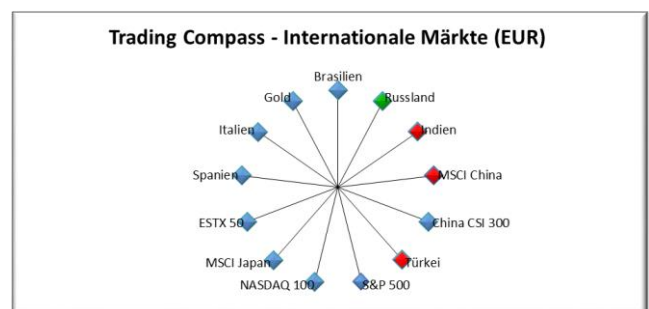 Trading Compass - Internationale Märkte (EUR)
Brasilien
Gold
Russland
Italien
Indien
Spanien
MSCI China
ESTX 50
China CSI 300
MSCI Japan
Türkei
NASDAQ 100
S&P 500